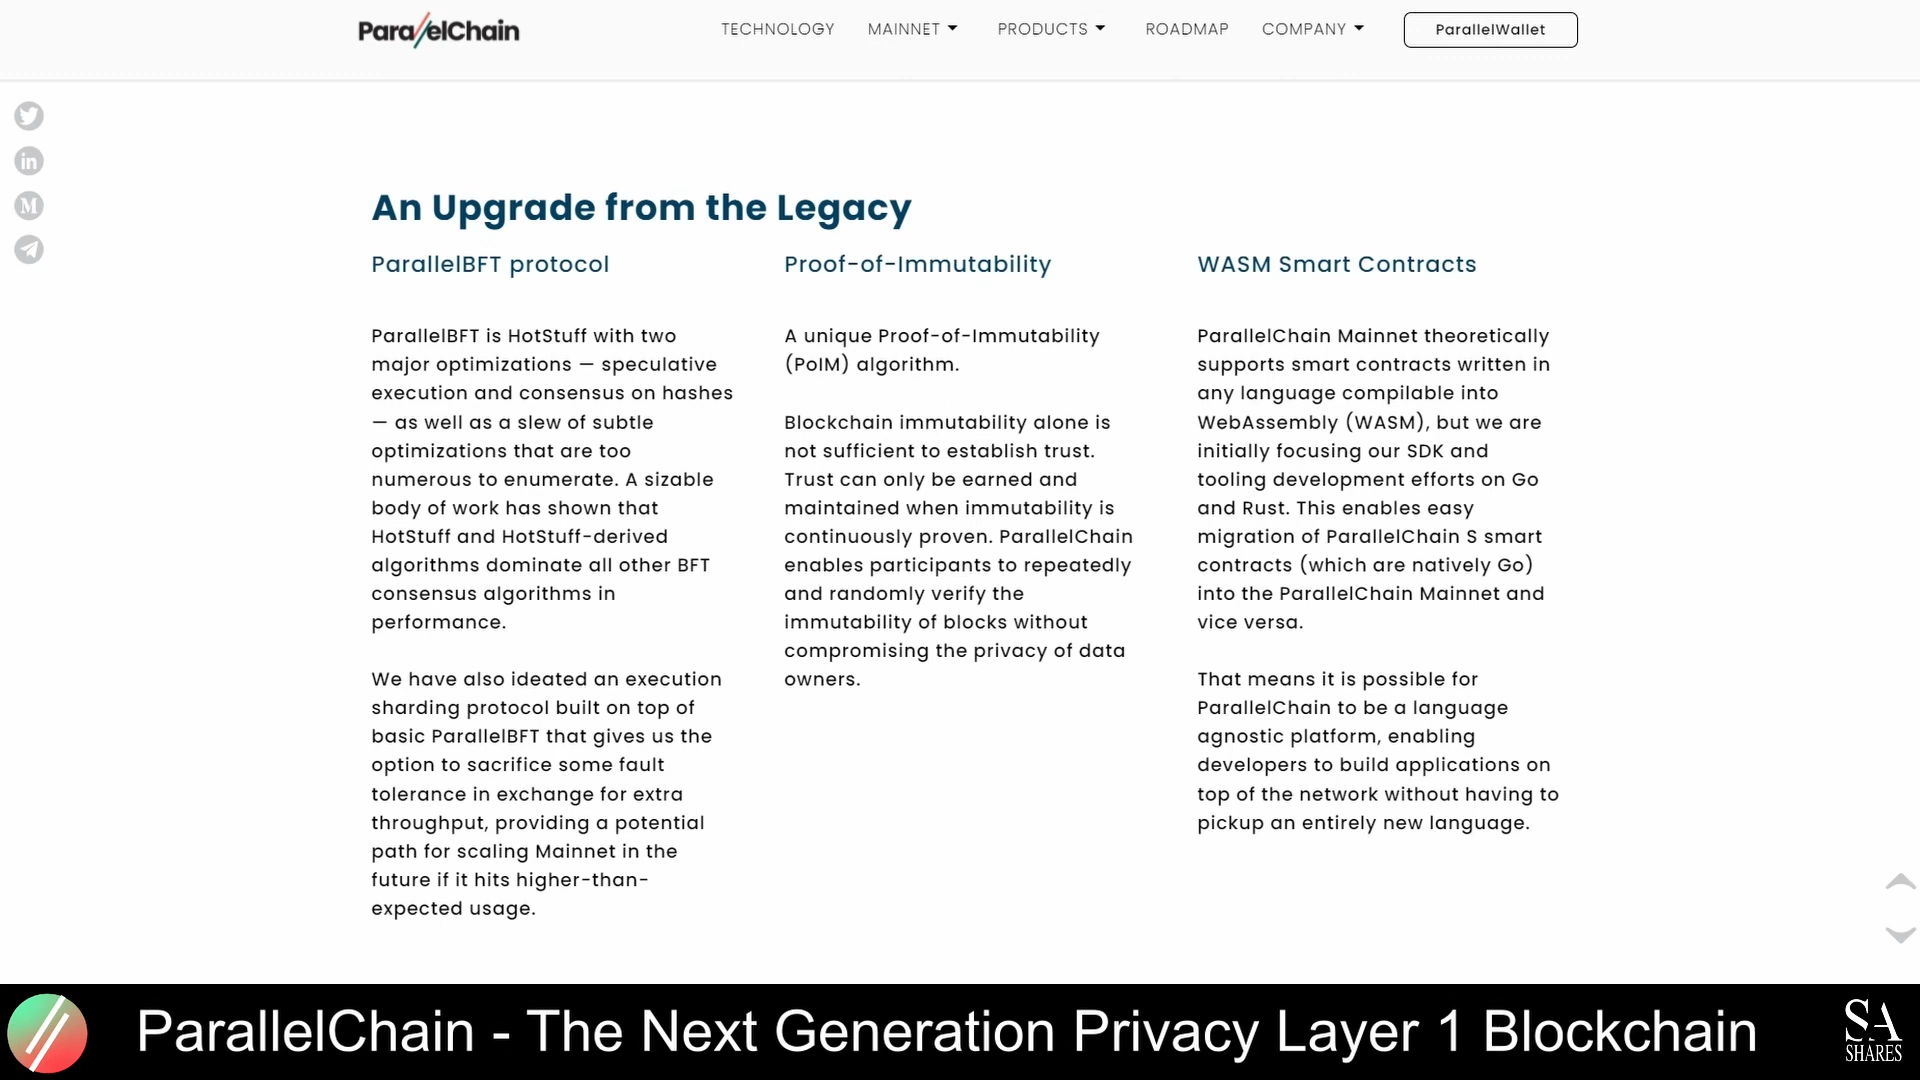 ParallelChain
TECHNOLOGY
MAINNET
PRODUCTS
ROADMAP
COMPANY
ParallelWallet
An Upgrade from the Legacy
ParallelBFT protocol
ParallelBFT is HotStuff with two
major optimizations — speculative
execution and consensus on hashes
— as well as a slew of subtle
optimizations that are too
numerous to enumerate. A sizable
body of work has shown that
HotStuff and HotStuff-derived
algorithms dominate all other BFT
consensus algorithms in
performance.
We have also ideated an execution
sharding protocol built on top of
basic ParallelBFT that gives us the
option to sacrifice some fault
tolerance in exchange for extra
throughput, providing a potential
path for scaling Mainnet in the
future if it hits higher-than-
expected usage.
Proof-of-Immutability
A unique Proof-of-Immutability
(PoIM) algorithm.
Blockchain immutability alone is
not sufficient to establish trust.
Trust can only be earned and
maintained when immutability is
continuously proven. ParallelChain
enables participants to repeatedly
and randomly verify the
immutability of blocks without
compromising the privacy of data
owners.
WASM Smart Contracts
ParallelChain Mainnet theoretically
supports smart contracts written in
any language compilable into
WebAssembly (WASM), but we are
initially focusing our SDK and
tooling development efforts on Go
and Rust. This enables easy
migration of ParallelChain S smart
contracts (which are natively Go)
into the ParallelChain Mainnet and
vice versa.
That means it is possible for
ParallelChain to be a language
agnostic platform, enabling
developers to build applications on
top of the network without having to
pickup an entirely new language.
ParallelChain - The Next Generation Privacy Layer 1 Blockchain
SA
SHARES